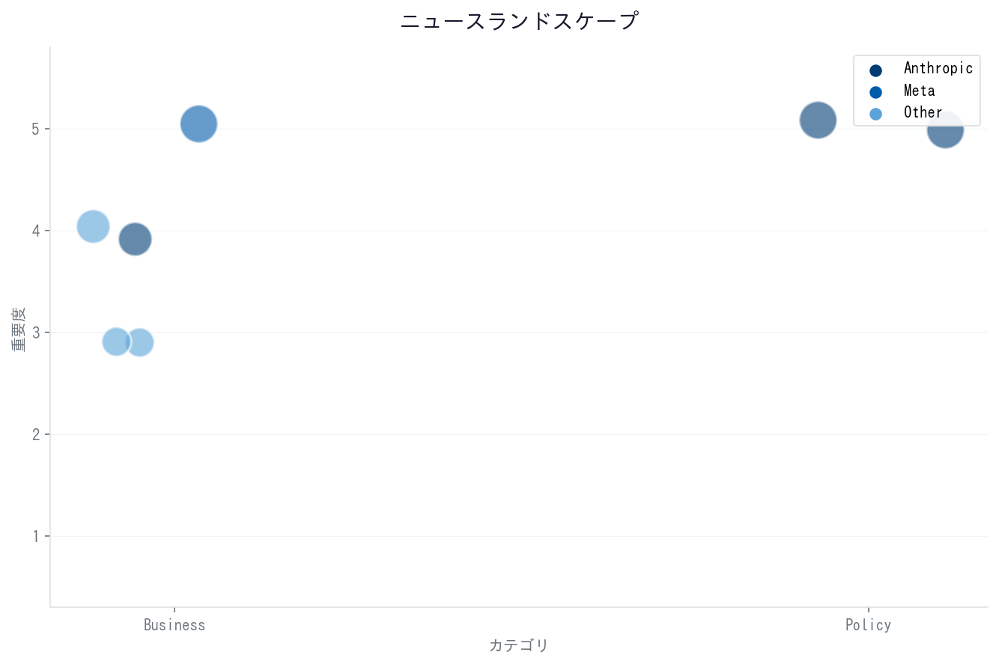 ニュースランドスケープ
Anthropic
Meta
Other
5
4
3
2
1
重要度
Business
Policy
カテゴリ